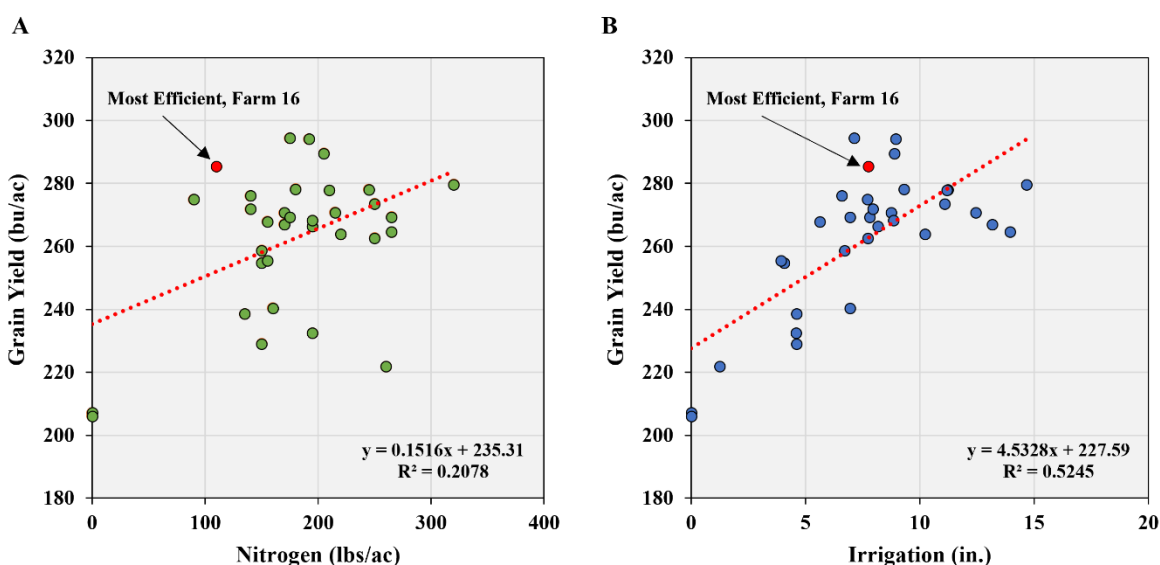 A
320
300
280
260
240
220
200
180
Grain Yield (bu/ac)
Most Efficient, Farm 16
y = 0.1516x + 235.31
R² = 0.2078
0
100
200
300
400
Nitrogen (lbs/ac)
B
320
300
280
260
240
220
200
180
Grain Yield (bu/ac)
Most Efficient, Farm 16
y = 4.5328x + 227.59
R² = 0.5245
0
5
10
15
20
Irrigation (in.)